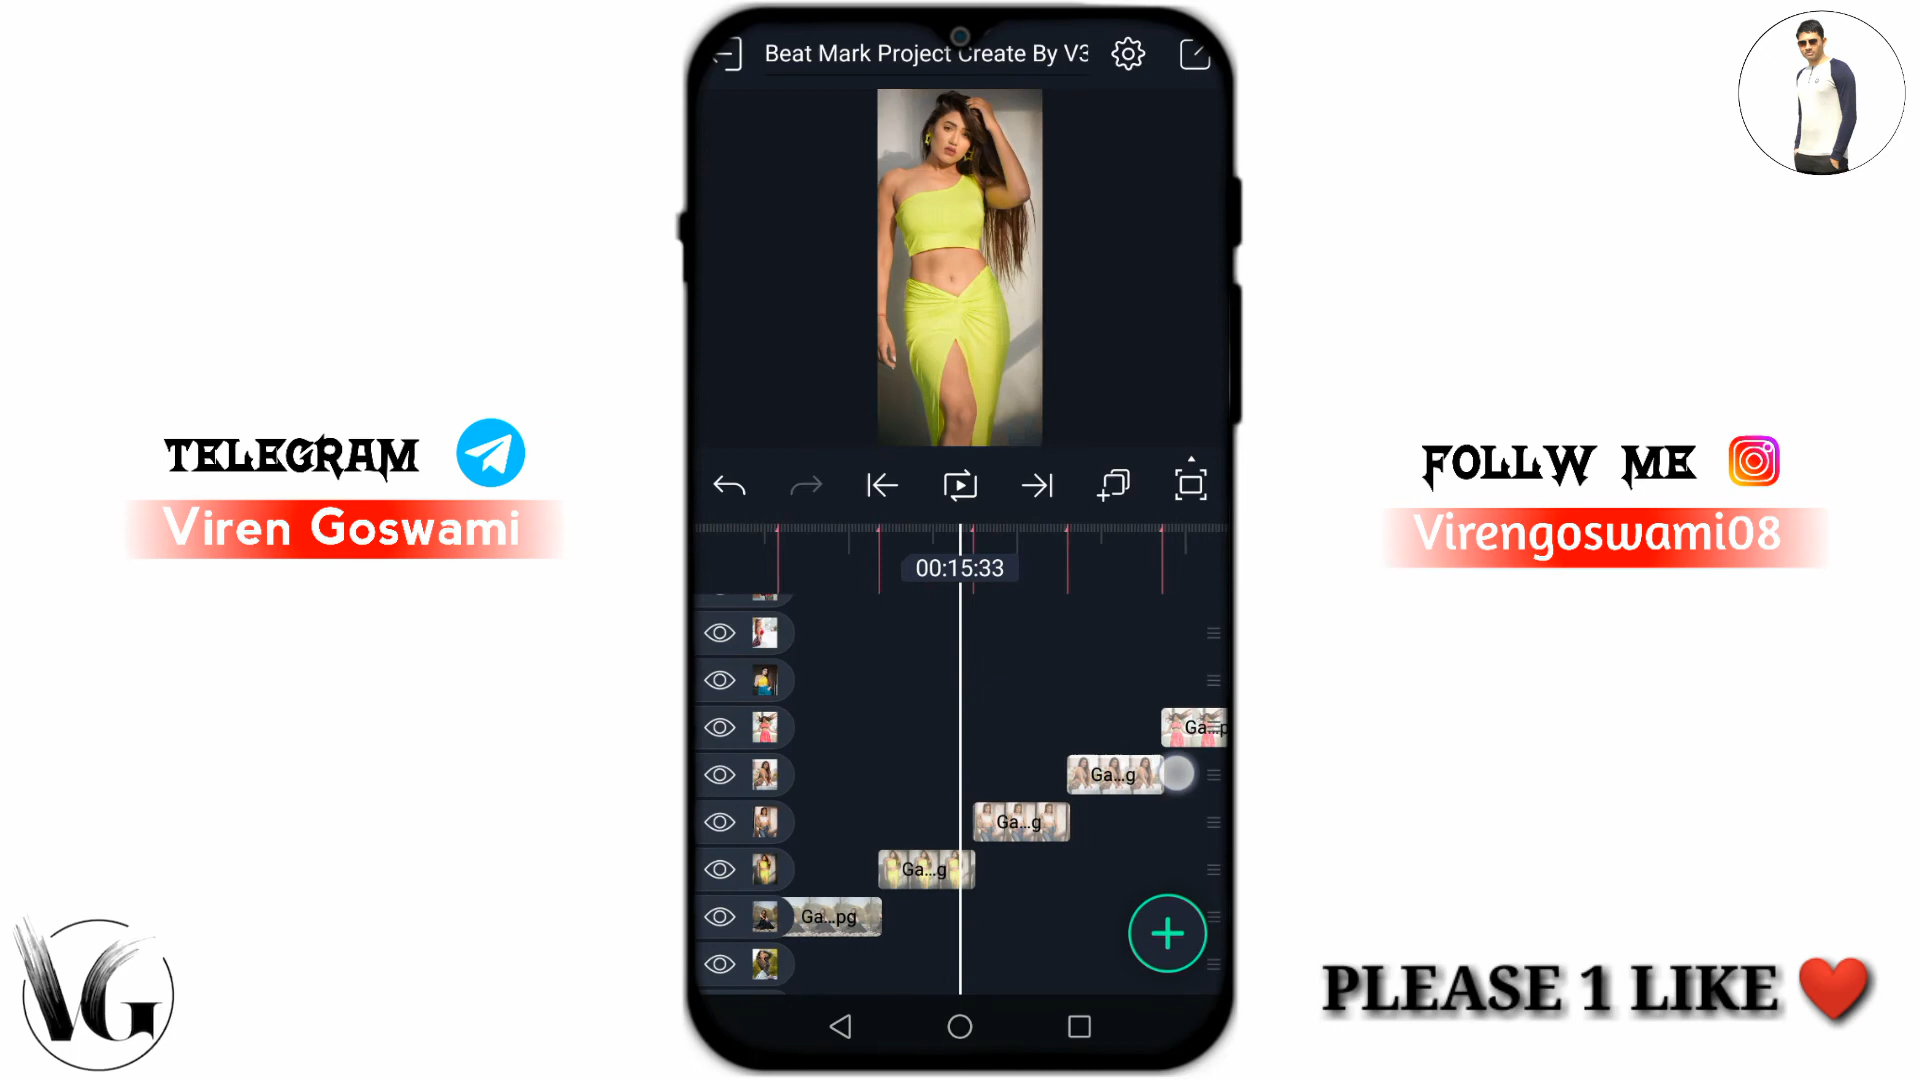 Beat Mark Project Create By V3
TELEGRAM
Viren Goswami
FOLLW ME
Virengoswami08
00:15:33
Ga...p
Ga...g
Ga...g
Ga...g
Ga...pg
VG
PLEASE 1 LIKE